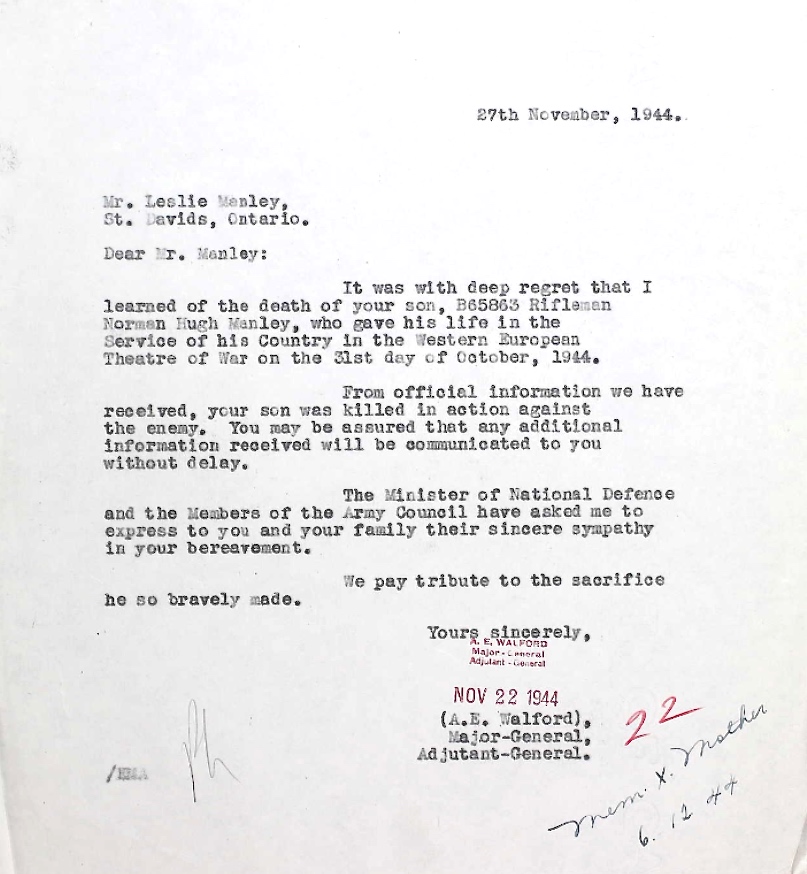 27th November, 1944.
Mr. Leslie Manley,
St. Davids, Ontario.
Dear Mr. Manley:
It was with deep regret that I
learned of the death of your son, B65863 Rifleman
Norman Hugh Manley, who gave his life in the
Service of his Country in the Western European
Theatre of War on the 31st day of October, 1944.
From official information we have
received, your son was killed in action against
the enemy. You may be assured that any additional
information received will be communicated to you
without delay.
The Minister of National Defence
and the Members of the Army Council have asked me to
express to you and your family their sincere sympathy
in your bereavement.
We pay tribute to the sacrifice
he so bravely made.
Yours sincerely,
A. E. WALFORD
Major-General
Adjutant-General
NOV 22 1944
(A.E. Walford),
Major-General,
Adjutant-General.
22
Mem. X. Mother
6. 12 44